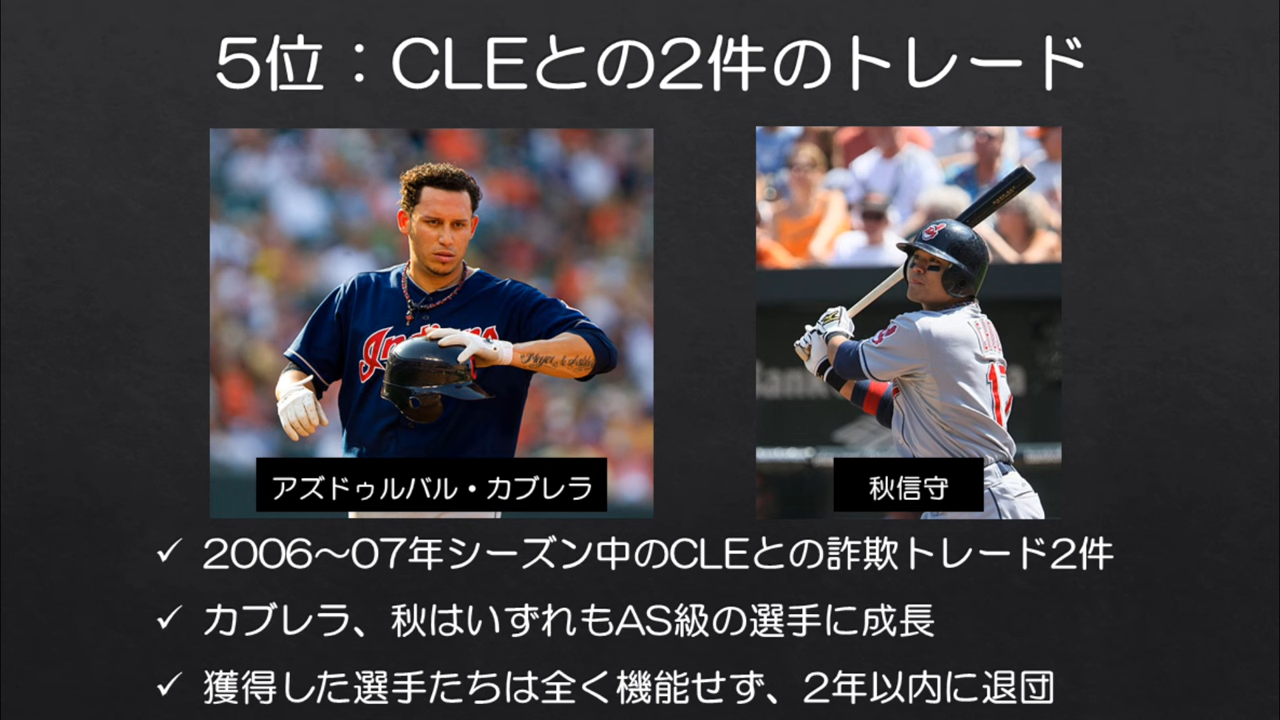 5位：CLEとの2件のトレード
Indians
アズドゥルバル・カブレラ
秋信守
✓ 2006～07年シーズン中のCLEとの詐欺トレード2件
✓ カブレラ、秋はいずれもAS級の選手に成長
✓ 獲得した選手たちは全く機能せず、2年以内に退団